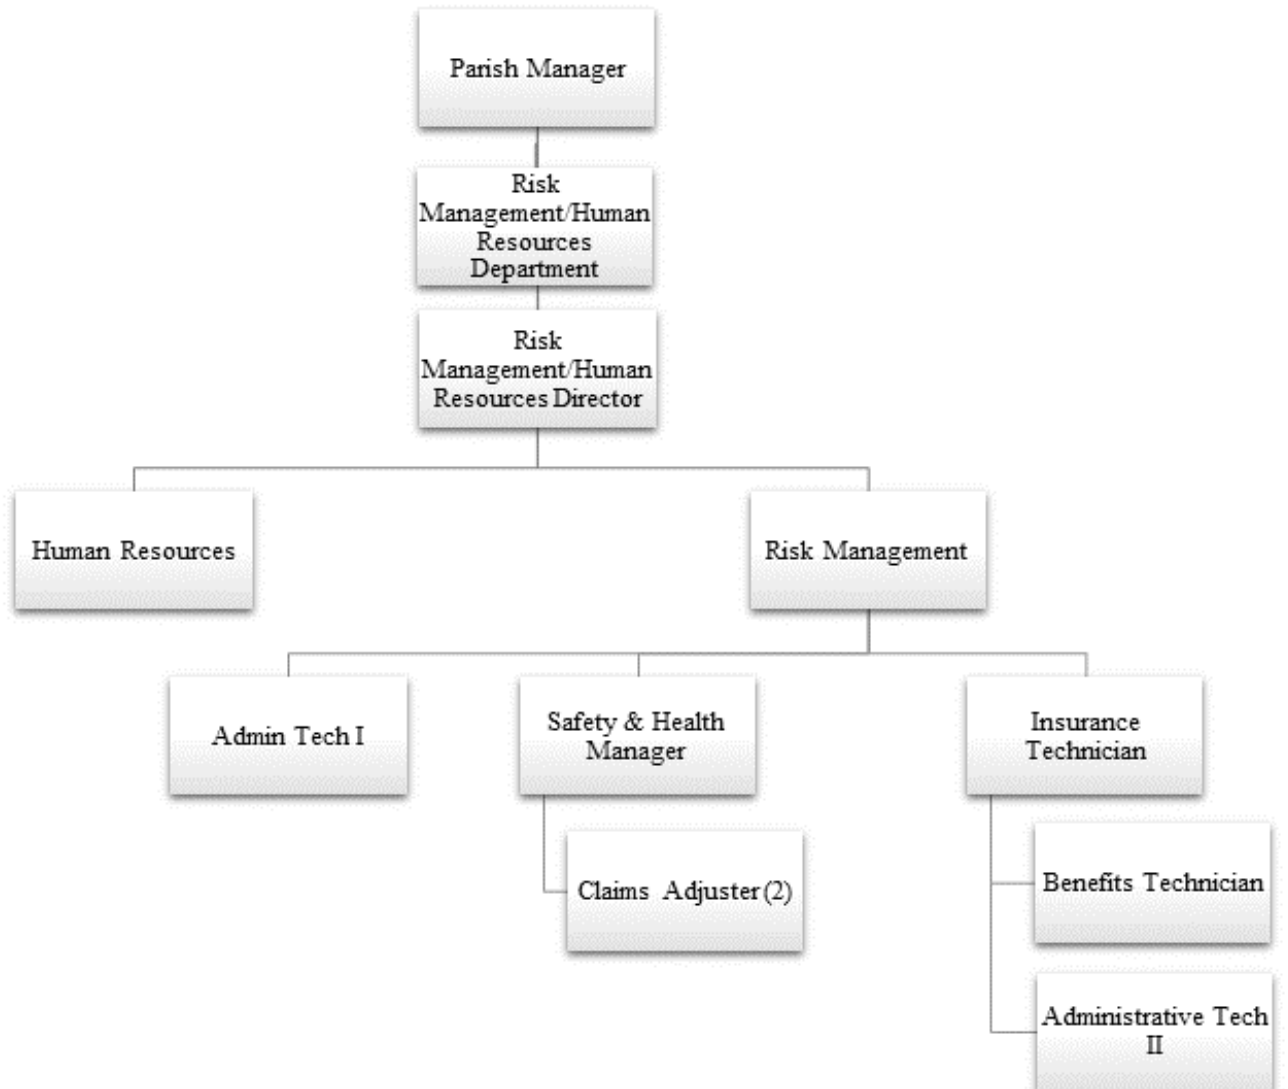 Parish Manager
Risk
Management/Human
Resources
Department
Risk
Management/Human
Resources Director
Human Resources
Risk Management
Admin Tech I
Safety & Health
Manager
Insurance
Technician
Claims Adjuster (2)
Benefits Technician
Administrative Tech
II